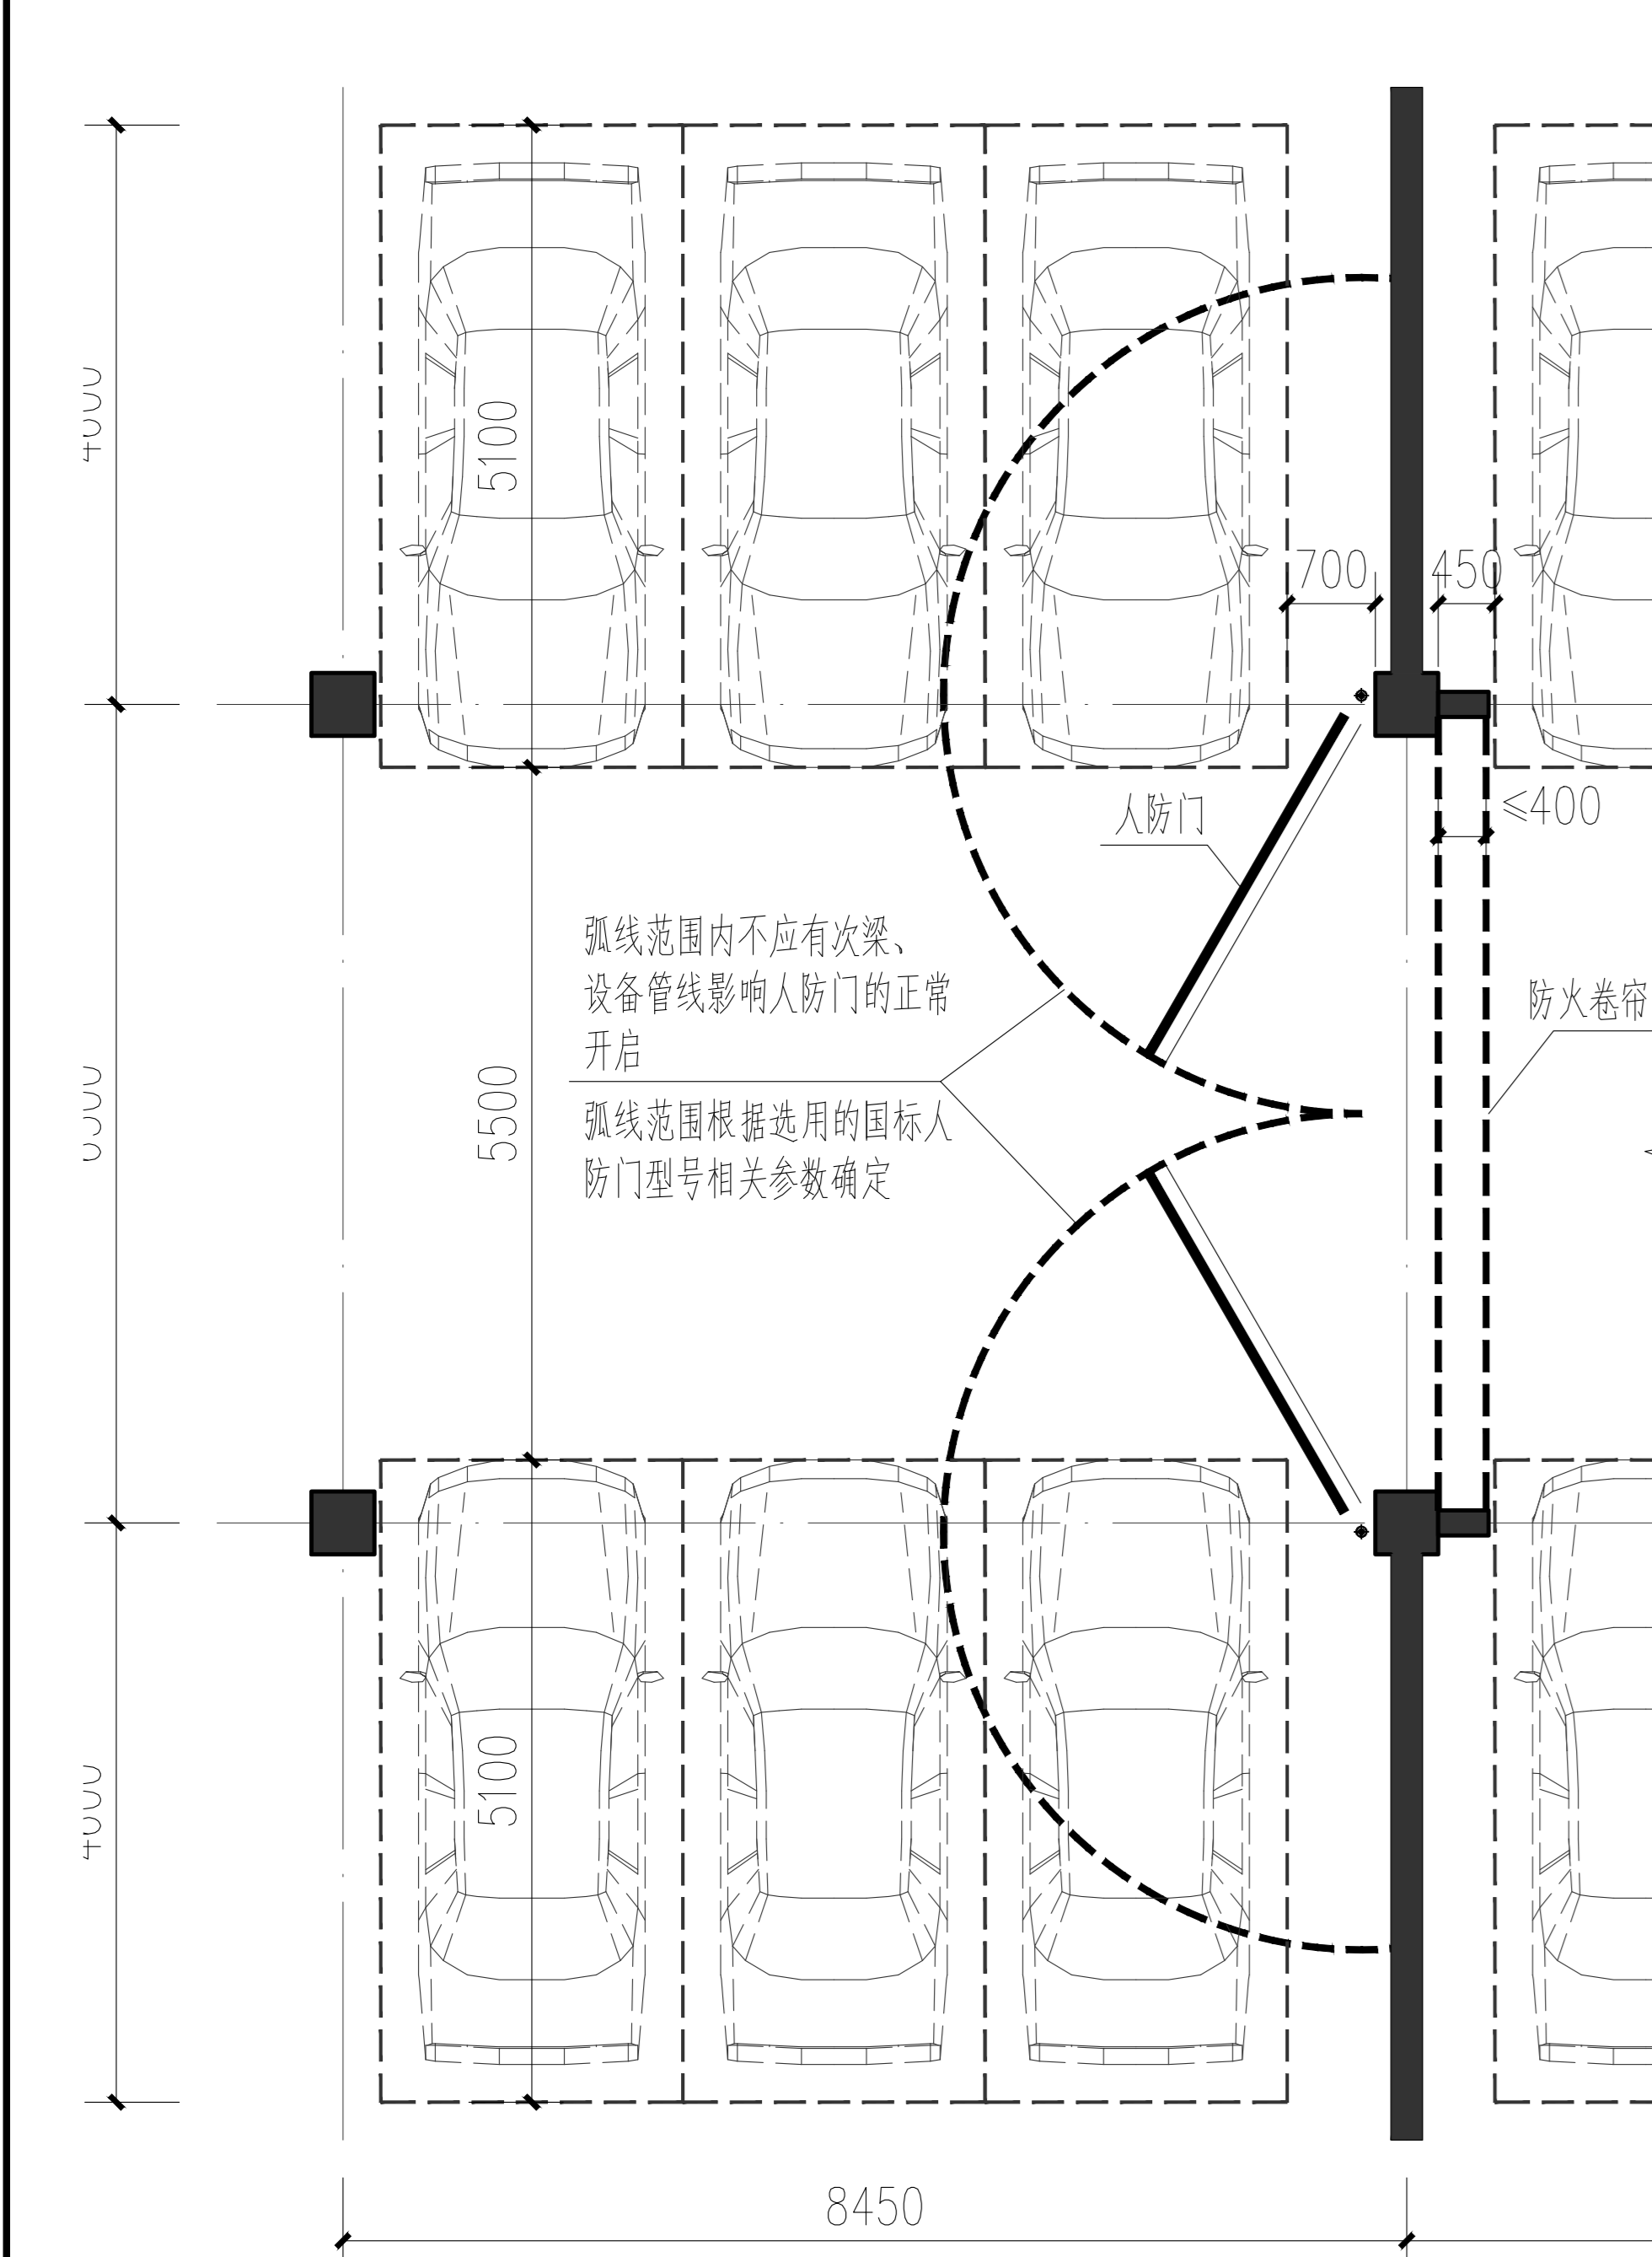 5100
700
450
≤400
人防门
弧线范围内不应有次梁、
设备管线影响人防门的正常
开启
防火卷帘
5500
弧线范围根据选用的国标人
防门型号相关参数确定
5100
8450